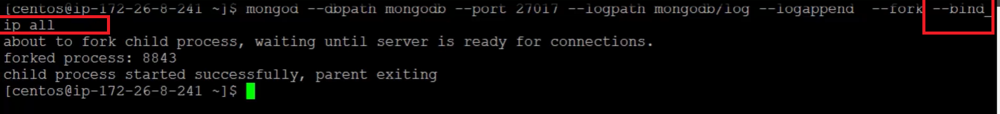 [centos@ip-172-26-8-241 ~]$ mongod --dbpath mongodb --port 27017 --logpath mongodb/log --logappend  --fork --bind_
ip all
about to fork child process, waiting until server is ready for connections.
forked process: 8843
child process started successfully, parent exiting
[centos@ip-172-26-8-241 ~]$